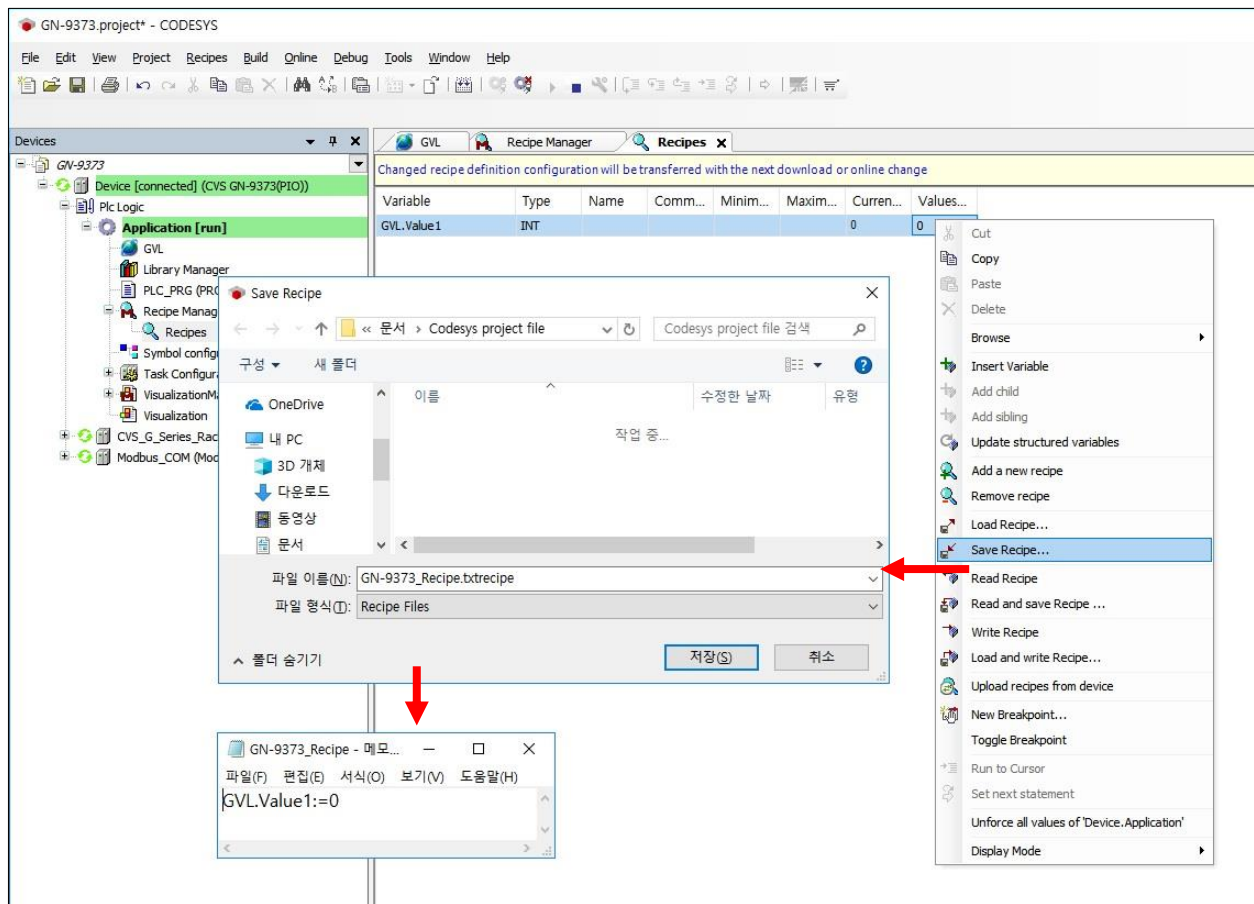 GN-9373.project* - CODESYS
File Edit View Project Recipes Build Online Debug Tools Window Help
Devices
GN-9373
Device [connected] (CVS GN-9373(PIO))
Plc Logic
Application [run]
GVL
Library Manager
PLC_PRG (PRG
Recipe Manag
Recipes
Symbol configu
Task Configura
VisualizationMa
Visualization
CVS_G_Series_Rac
Modbus_COM (Mod
GVL Recipe Manager Recipes
Changed recipe definition configuration will be transferred with the next download or online change
Variable Type Name Comm... Minim... Maxim... Curren... Values...
GVL.Value1 INT 0 0
Save Recipe
« 문서 › Codesys project file
Codesys project file 검색
구성 새 폴더
OneDrive
내 PC
3D 개체
다운로드
동영상
문서
이름 수정한 날짜 유형
작업 중...
파일 이름(N): GN-9373_Recipe.txtrecipe
파일 형식(T): Recipe Files
폴더 숨기기
저장(S) 취소
GN-9373_Recipe - 메모...
파일(F) 편집(E) 서식(O) 보기(V) 도움말(H)
GVL.Value1:=0
Cut
Copy
Paste
Delete
Browse
Insert Variable
Add child
Add sibling
Update structured variables
Add a new recipe
Remove recipe
Load Recipe...
Save Recipe...
Read Recipe
Read and save Recipe ...
Write Recipe
Load and write Recipe...
Upload recipes from device
New Breakpoint...
Toggle Breakpoint
Run to Cursor
Set next statement
Unforce all values of 'Device.Application'
Display Mode